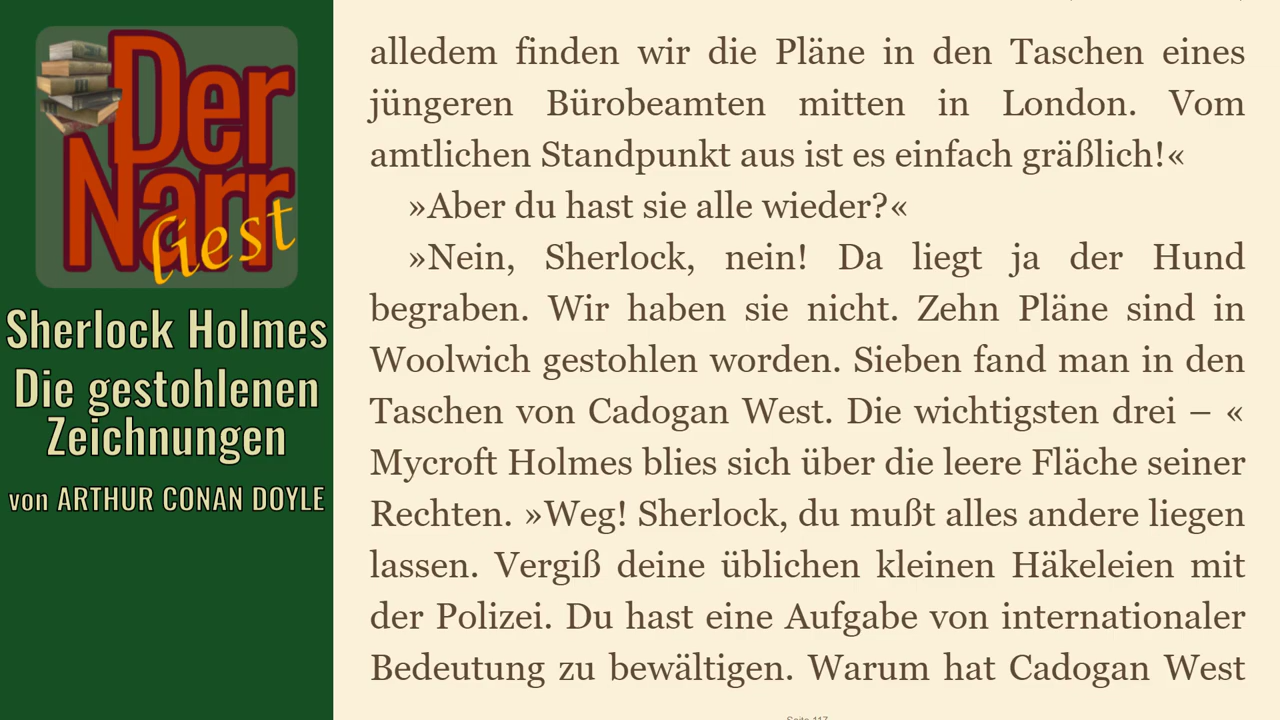 Der
Narr
liest
Sherlock Holmes
Die gestohlenen
Zeichnungen
von ARTHUR CONAN DOYLE
alledem finden wir die Pläne in den Taschen eines
jüngeren Bürobeamten mitten in London. Vom
amtlichen Standpunkt aus ist es einfach gräßlich!«
»Aber du hast sie alle wieder?«
»Nein, Sherlock, nein! Da liegt ja der Hund
begraben. Wir haben sie nicht. Zehn Pläne sind in
Woolwich gestohlen worden. Sieben fand man in den
Taschen von Cadogan West. Die wichtigsten drei – «
Mycroft Holmes blies sich über die leere Fläche seiner
Rechten. »Weg! Sherlock, du mußt alles andere liegen
lassen. Vergiß deine üblichen kleinen Häkeleien mit
der Polizei. Du hast eine Aufgabe von internationaler
Bedeutung zu bewältigen. Warum hat Cadogan West